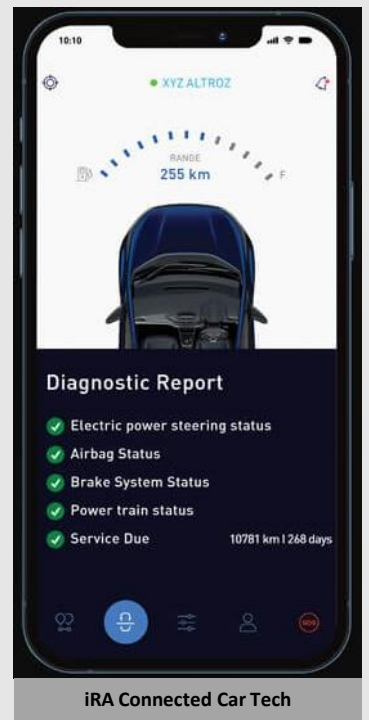 10:10
XYZ ALTROZ
RANGE
255 km
F
Diagnostic Report
Electric power steering status
Airbag Status
Brake System Status
Power train status
Service Due 10781 km | 268 days
SOS
iRA Connected Car Tech